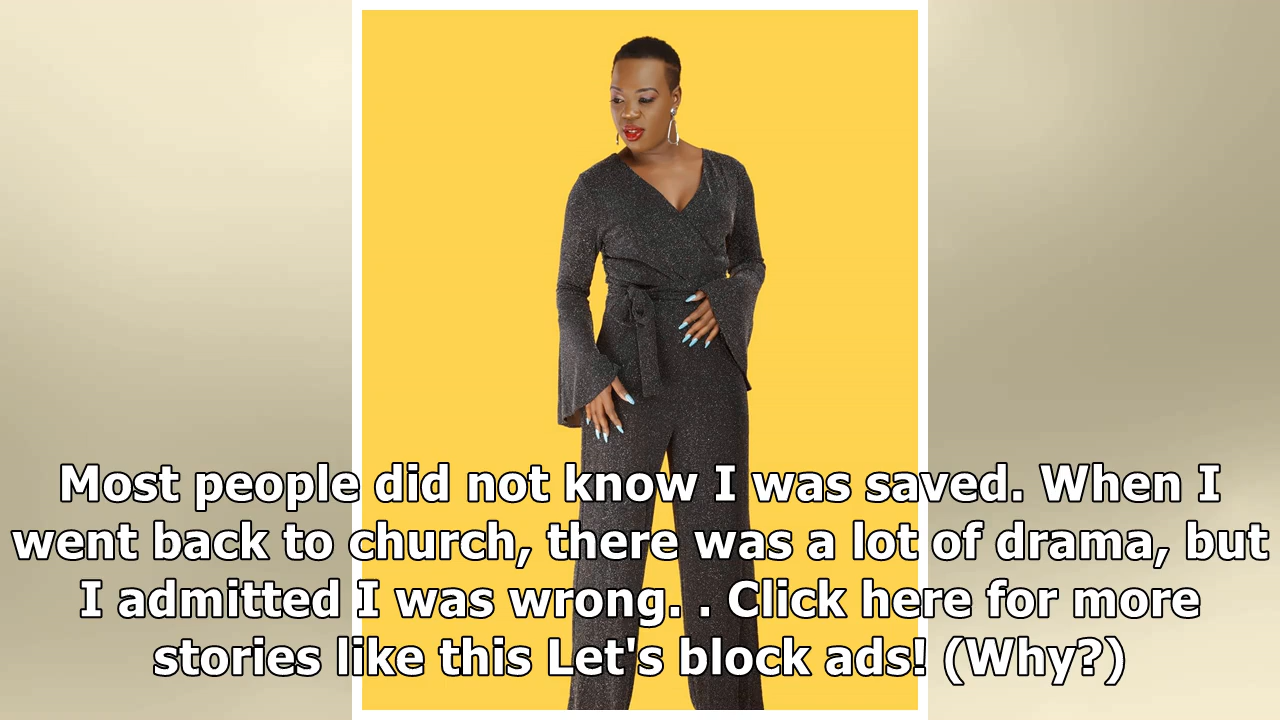 Most people did not know I was saved. When I
went back to church, there was a lot of drama, but
I admitted I was wrong. . Click here for more
stories like this Let's block ads! (Why?)